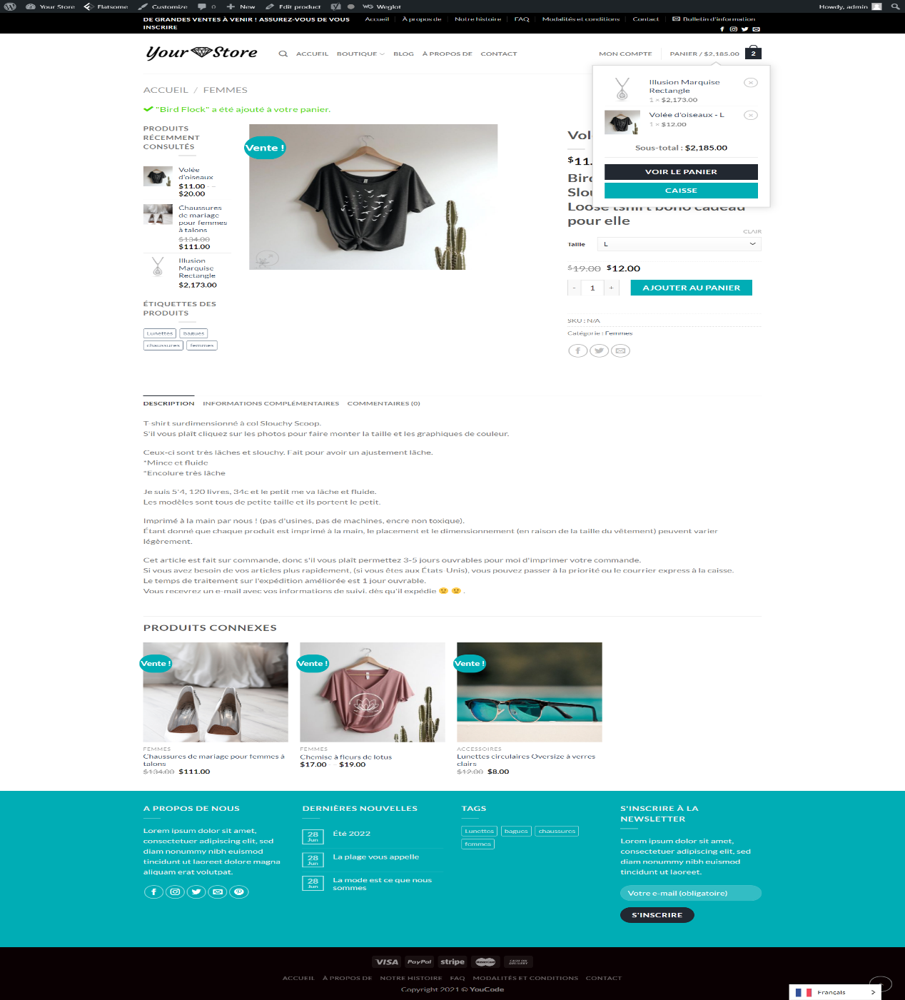 Your Store
Flatsome
Customize
0
New
Edit product
WG Weglot
Howdy, admin
DE GRANDES VENTES À VENIR ! ASSUREZ-VOUS DE VOUS
INSCRIRE
Accueil
À propos de
Notre histoire
FAQ
Modalités et conditions
Contact
Bulletin d'information
Your Store
ACCUEIL
BOUTIQUE
BLOG
À PROPOS DE
CONTACT
MON COMPTE
PANIER / $2,185.00
2
Illusion Marquise
Rectangle
1 × $2,173.00
×
Volée d'oiseaux - L
1 × $12.00
×
Sous-total : $2,185.00
VOIR LE PANIER
CAISSE
ACCUEIL / FEMMES
"Bird Flock" a été ajouté à votre panier.
PRODUITS
RÉCEMMENT
CONSULTÉS
Volée
d'oiseaux
$11.00 –
$20.00
Chaussures
de mariage
pour femmes
à talons
$134.00
$111.00
Illusion
Marquise
Rectangle
$2,173.00
ÉTIQUETTES DES
PRODUITS
Lunettes
bagues
chaussures
femmes
Vente !
Vol
$11.
Bird
Slou
Loose tshirt boho cadeau
pour elle
CLAIR
Taille
L
$19.00 $12.00
- 1 +
AJOUTER AU PANIER
SKU : N/A
Catégorie : Femmes
DESCRIPTION
INFORMATIONS COMPLÉMENTAIRES
COMMENTAIRES (0)
T-shirt surdimensionné à col Slouchy Scoop.
S'il vous plaît cliquez sur les photos pour faire monter la taille et les graphiques de couleur.
Ceux-ci sont très lâches et slouchy. Fait pour avoir un ajustement lâche.
*Mince et fluide
*Encolure très lâche
Je suis 5'4, 120 livres, 34c et le petit me va lâche et fluide.
Les modèles sont tous de petite taille et ils portent le petit.
Imprimé à la main par nous ! (pas d'usines, pas de machines, encre non toxique).
Étant donné que chaque produit est imprimé à la main, le placement et le dimensionnement (en raison de la taille du vêtement) peuvent varier
légèrement.
Cet article est fait sur commande, donc s'il vous plaît permettez 3-5 jours ouvrables pour moi d'imprimer votre commande.
Si vous avez besoin de vos articles plus rapidement, (si vous êtes aux États-Unis), vous pouvez passer à la priorité ou le courrier express à la caisse.
Le temps de traitement sur l'expédition améliorée est 1 jour ouvrable.
Vous recevrez un e-mail avec vos informations de suivi. dès qu'il expédie 🙂 🙂 .
PRODUITS CONNEXES
Vente !
FEMMES
Chaussures de mariage pour femmes à
talons
$134.00 $111.00
Vente !
FEMMES
Chemise à fleurs de lotus
$17.00 – $19.00
Vente !
ACCESSOIRES
Lunettes circulaires Oversize à verres
clairs
$12.00 $8.00
A PROPOS DE NOUS
Lorem ipsum dolor sit amet,
consectetuer adipiscing elit, sed
diam nonummy nibh euismod
tincidunt ut laoreet dolore magna
aliquam erat volutpat.
DERNIÈRES NOUVELLES
28
Jun
Été 2022
28
Jun
La plage vous appelle
28
Jun
La mode est ce que nous
sommes
TAGS
Lunettes
bagues
chaussures
femmes
S'INSCRIRE À LA
NEWSLETTER
Lorem ipsum dolor sit amet,
consectetuer adipiscing elit, sed
diam nonummy nibh euismod
tincidunt ut laoreet.
Votre e-mail (obligatoire)
S'INSCRIRE
VISA
PayPal
stripe
MasterCard
CASH ON
DELIVERY
ACCUEIL
À PROPOS DE
NOTRE HISTOIRE
FAQ
MODALITÉS ET CONDITIONS
CONTACT
Copyright 2021 © YouCode
Français